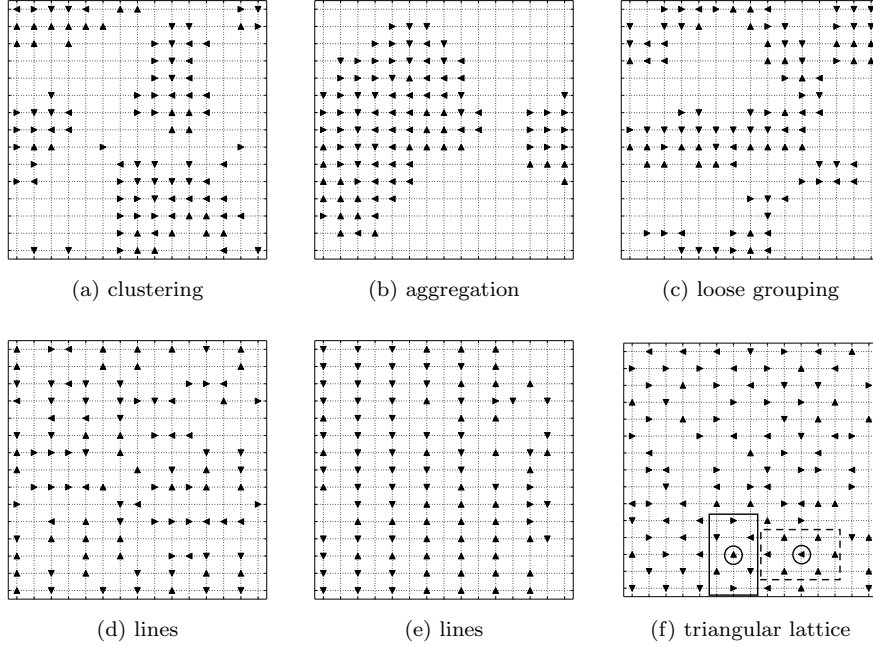 (a) clustering
(b) aggregation
(c) loose grouping
(d) lines
(e) lines
(f) triangular lattice